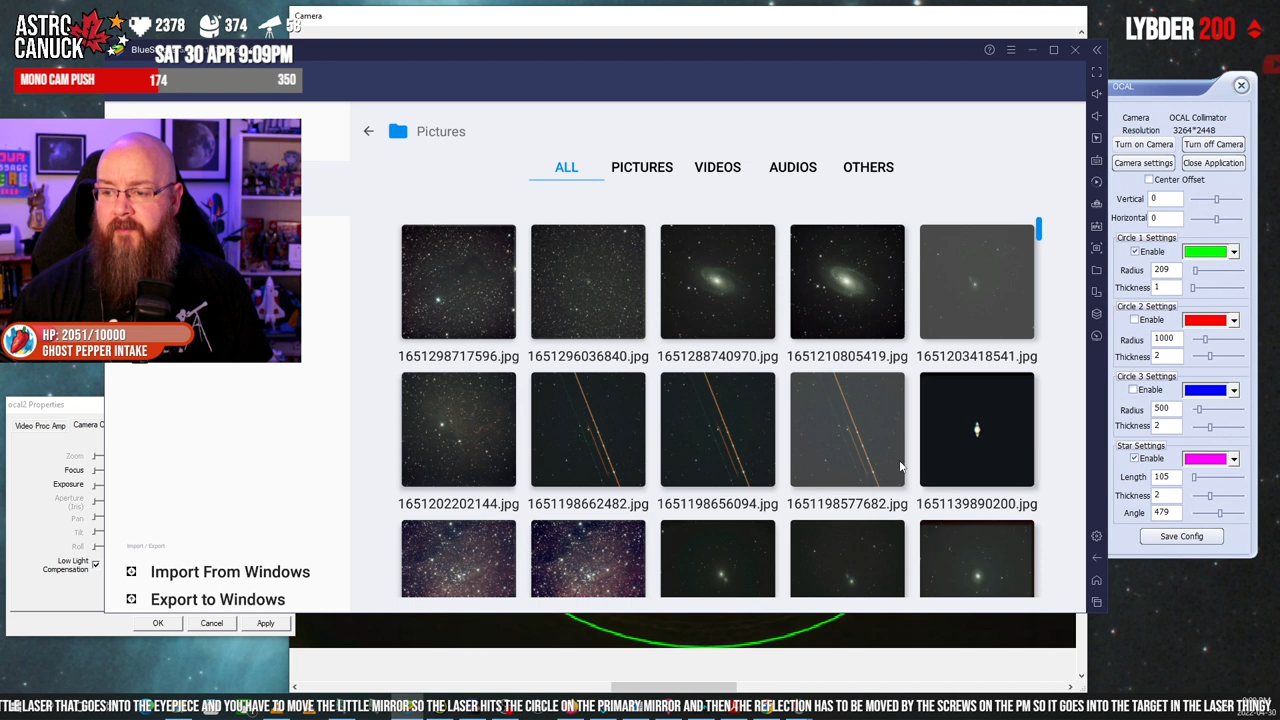 ASTRO
CANUCK
2378
374
58
SAT 30 APR 9:09PM
MONO CAM PUSH
174
350
LYBDER 200
Camera
Pictures
ALL
PICTURES
VIDEOS
AUDIOS
OTHERS
1651298717596.jpg
1651296036840.jpg
1651288740970.jpg
1651210805419.jpg
1651203418541.jpg
1651202202144.jpg
1651198662482.jpg
1651198656094.jpg
1651198577682.jpg
1651139890200.jpg
Import / Export
Import From Windows
Export to Windows
HP: 2051/10000
GHOST PEPPER INTAKE
ocal2 Properties
Video Proc Amp
Camera C
Zoom
Focus
Exposure
Aperture
(Iris)
Pan
Tilt
Roll
Low Light
Compensation
OK
Cancel
Apply
OCAL
Camera
OCAL Collimator
Resolution
3264*2448
Turn on Camera
Turn off Camera
Camera settings
Close Application
Center Offset
Vertical
0
Horizontal
0
Circle 1 Settings
Enable
Radius
209
Thickness
1
Circle 2 Settings
Enable
Radius
1000
Thickness
2
Circle 3 Settings
Enable
Radius
500
Thickness
2
Star Settings
Enable
Length
105
Thickness
2
Angle
479
Save Config
TLE LASER THAT GOES INTO THE EYEPIECE AND YOU HAVE TO MOVE THE LITTLE MIRROR SO THE LASER HITS THE CIRCLE ON THE PRIMARY MIRROR AND THEN THE REFLECTION HAS TO BE MOVED BY THE SCREWS ON THE PM SO IT GOES INTO THE TARGET IN THE LASER THINGY
2022-04-30